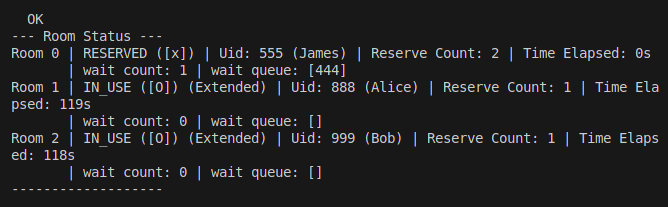 OK
--- Room Status ---
Room 0 | RESERVED ([x]) | Uid: 555 (James) | Reserve Count: 2 | Time Elapsed: 0s
| wait count: 1 | wait queue: [444]
Room 1 | IN_USE ([O]) (Extended) | Uid: 888 (Alice) | Reserve Count: 1 | Time Ela
psed: 119s
| wait count: 0 | wait queue: []
Room 2 | IN_USE ([O]) (Extended) | Uid: 999 (Bob) | Reserve Count: 1 | Time Elaps
ed: 118s
| wait count: 0 | wait queue: []
-------------------